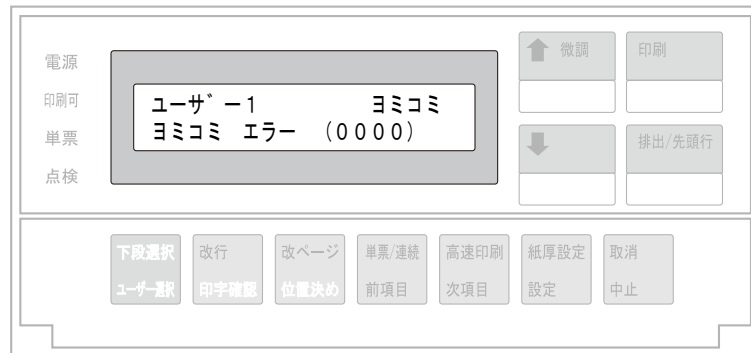 電源
印刷可
単票
点検
ユーザー1 ヨミコミ
ヨミコミ エラー (0000)
微調
印刷
排出/先頭行
下段選択
ユーザー選択
改行
印字確認
改ページ
位置決め
単票/連続
前項目
高速印刷
次項目
紙厚設定
設定
取消
中止